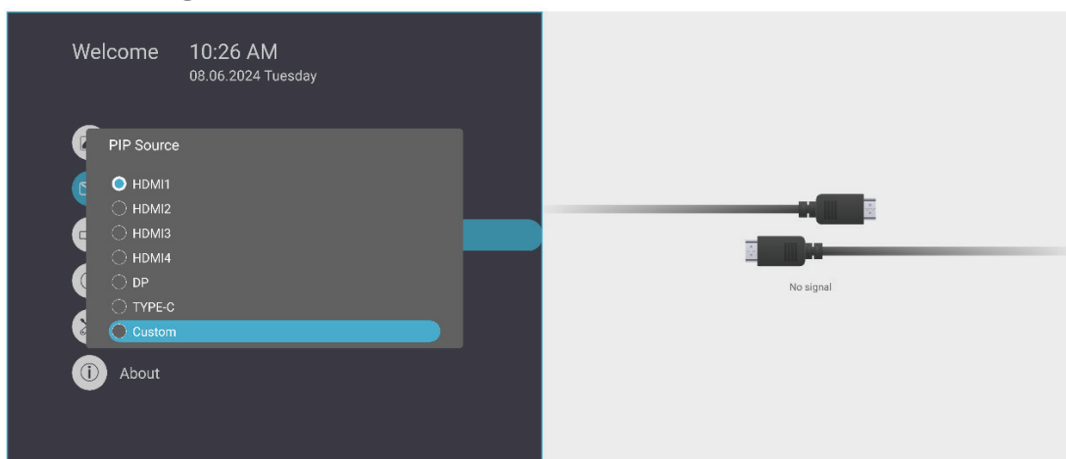 Welcome 10:26 AM
08.06.2024 Tuesday
PIP Source
HDMI1
HDMI2
HDMI3
HDMI4
DP
TYPE-C
Custom
About
No signal